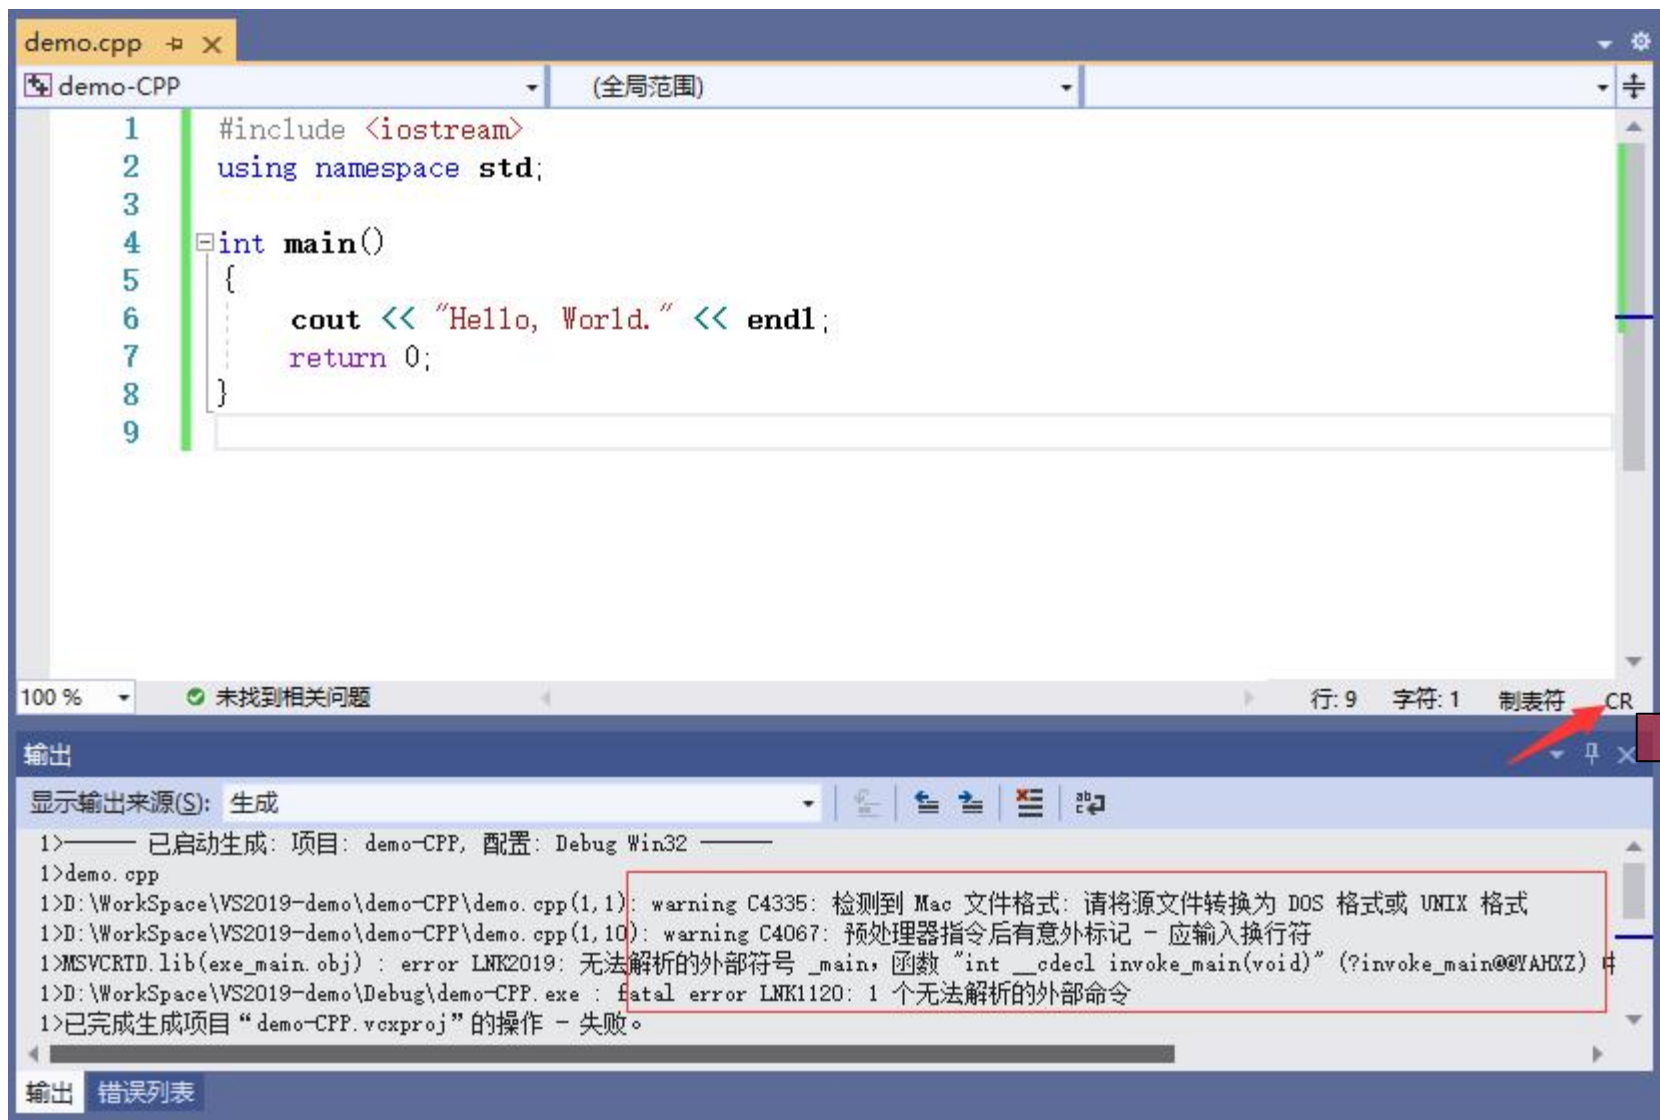 demo.cpp
demo-CPP (全局范围)
1 #include <iostream>
2 using namespace std;
3
4 int main()
5 {
6 cout << "Hello, World." << endl;
7 return 0;
8 }
9
100 % 未找到相关问题 行: 9 字符: 1 制表符 CR
输出
显示输出来源(S): 生成
1>—— 已启动生成: 项目: demo-CPP, 配置: Debug Win32 ——
1>demo.cpp
1>D:\WorkSpace\VS2019-demo\demo-CPP\demo.cpp(1,1): warning C4335: 检测到 Mac 文件格式: 请将源文件转换为 DOS 格式或 UNIX 格式
1>D:\WorkSpace\VS2019-demo\demo-CPP\demo.cpp(1,10): warning C4067: 预处理器指令后有意外标记 - 应输入换行符
1>MSVCRTD.lib(exe_main.obj) : error LNK2019: 无法解析的外部符号 _main，函数 "int __cdecl invoke_main(void)" (?invoke_main@@YAHXZ)
1>D:\WorkSpace\VS2019-demo\Debug\demo-CPP.exe : fatal error LNK1120: 1 个无法解析的外部命令
1>已完成生成项目“demo-CPP.vcxproj”的操作 - 失败。
输出 错误列表